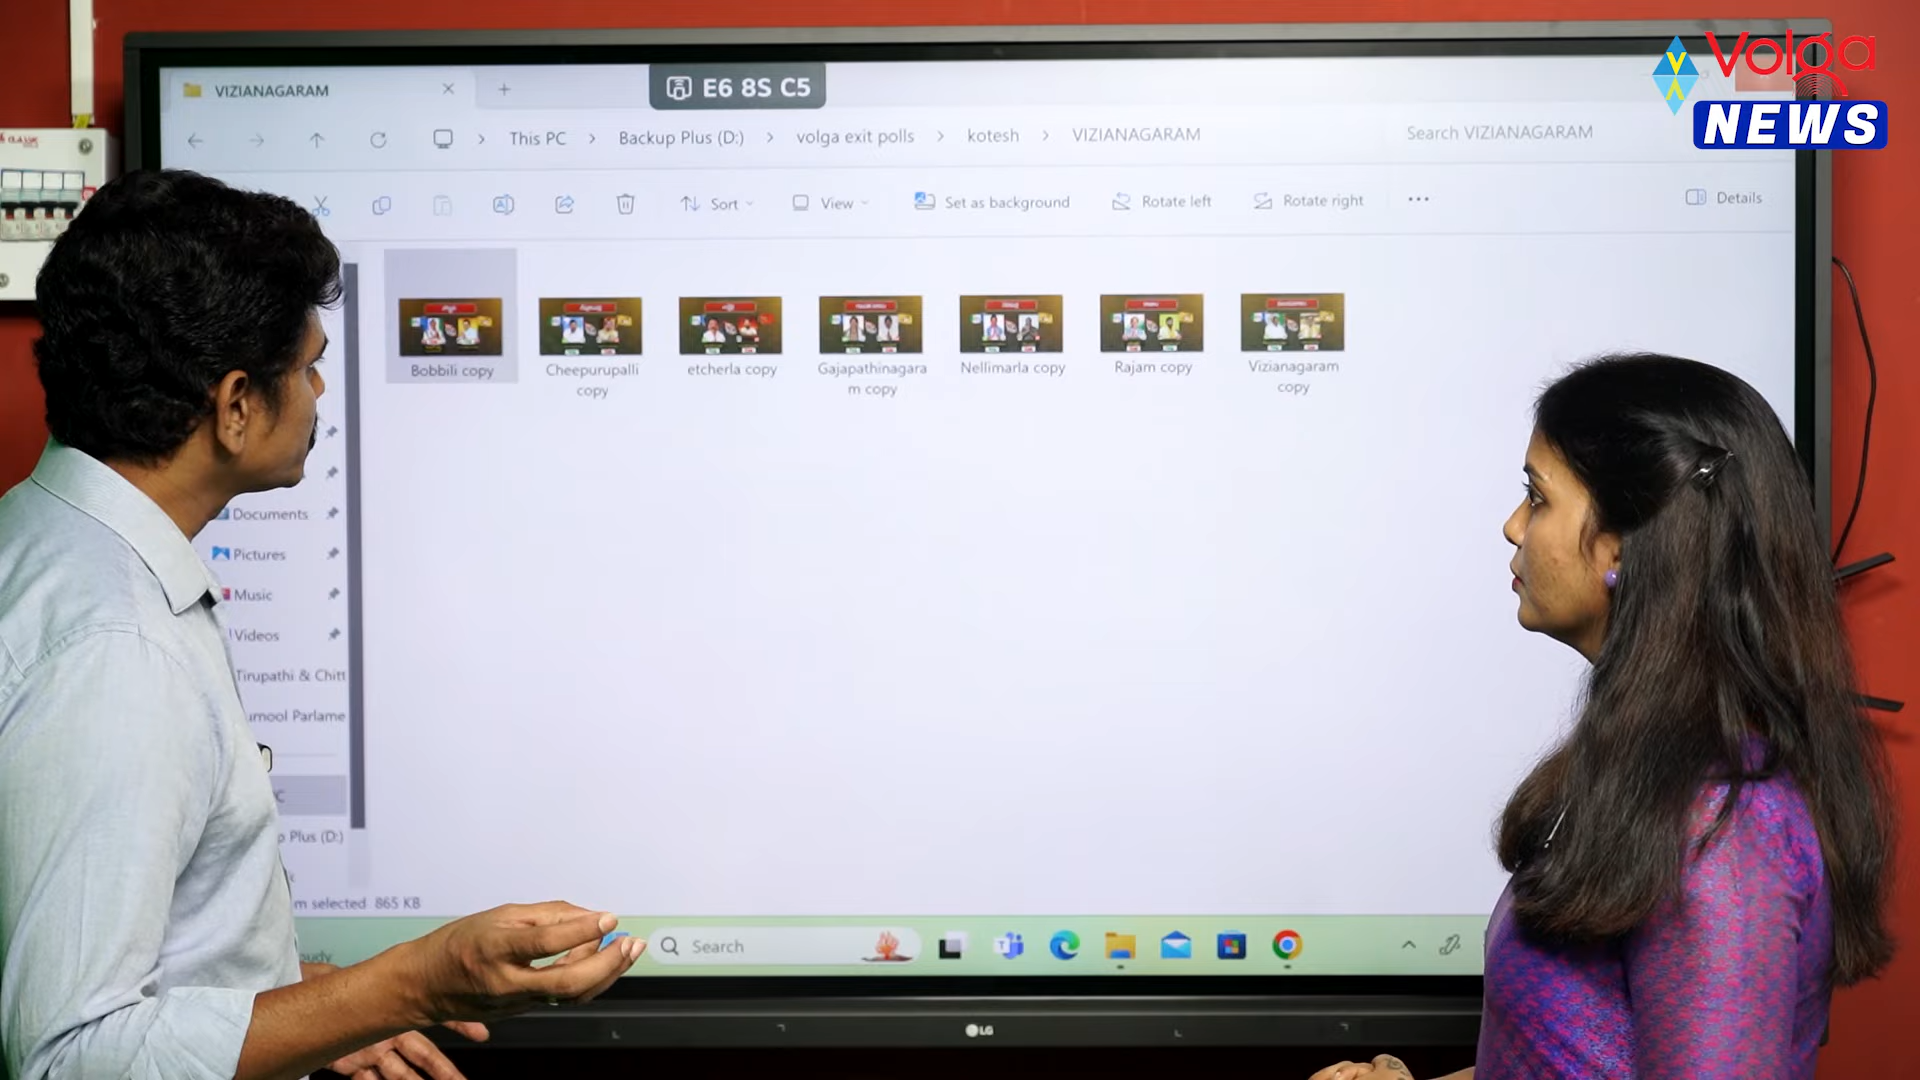 Volga
NEWS
VIZIANAGARAM
E6 8S C5
This PC > Backup Plus (D:) > volga exit polls > kotesh > VIZIANAGARAM
Search VIZIANAGARAM
Sort
View
Set as background
Rotate left
Rotate right
...
Details
Bobbili copy
Cheepurupalli
copy
etcherla copy
Gajapathinagara
m copy
Nellimarla copy
Rajam copy
Vizianagaram
copy
Documents
Pictures
Music
Videos
Tirupathi & Chitt
urnool Parlame
C
p Plus (D:)
m selected 865 KB
oudy
Search
LG